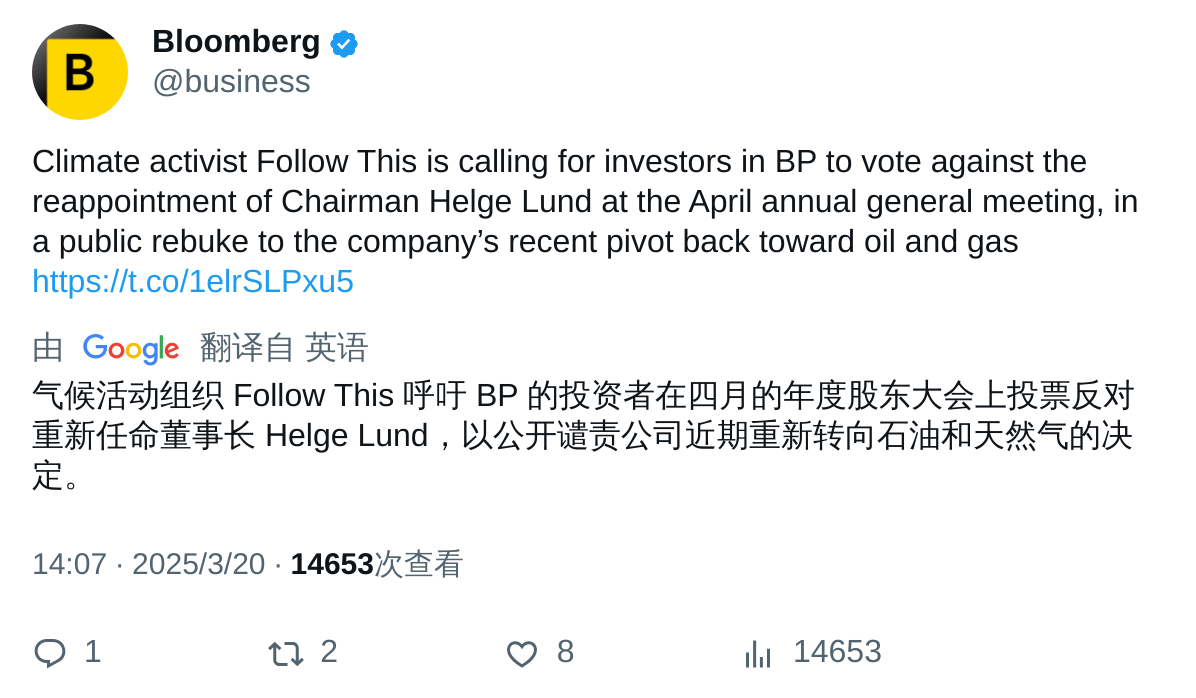 B
Bloomberg
@business
Climate activist Follow This is calling for investors in BP to vote against the
reappointment of Chairman Helge Lund at the April annual general meeting, in
a public rebuke to the company’s recent pivot back toward oil and gas
https://t.co/1elrSLPxu5
由 Google 翻译自 英语
气候活动组织 Follow This 呼吁 BP 的投资者在四月的年度股东大会上投票反对
重新任命董事长 Helge Lund，以公开谴责公司近期重新转向石油和天然气的决
定。
14:07 · 2025/3/20 · 14653次查看
1 2 8 14653